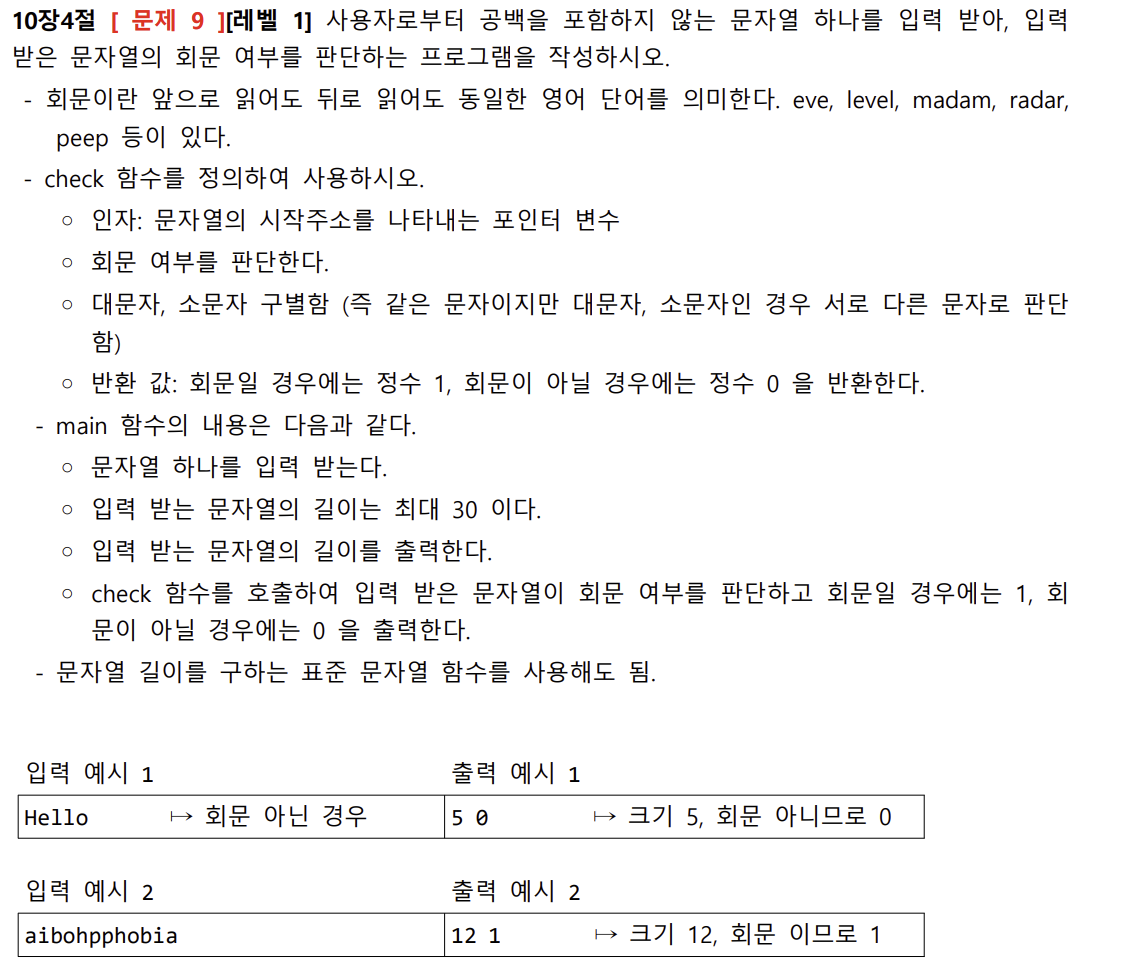 10장4절 [ 문제 9 ][레벨 1] 사용자로부터 공백을 포함하지 않는 문자열 하나를 입력 받아, 입력
받은 문자열의 회문 여부를 판단하는 프로그램을 작성하시오.
- 회문이란 앞으로 읽어도 뒤로 읽어도 동일한 영어 단어를 의미한다. eve, level, madam, radar,
peep 등이 있다.
- check 함수를 정의하여 사용하시오.
○ 인자: 문자열의 시작주소를 나타내는 포인터 변수
○ 회문 여부를 판단한다.
○ 대문자, 소문자 구별함 (즉 같은 문자이지만 대문자, 소문자인 경우 서로 다른 문자로 판단
함)
○ 반환 값: 회문일 경우에는 정수 1, 회문이 아닐 경우에는 정수 0 을 반환한다.
- main 함수의 내용은 다음과 같다.
○ 문자열 하나를 입력 받는다.
○ 입력 받는 문자열의 길이는 최대 30 이다.
○ 입력 받는 문자열의 길이를 출력한다.
○ check 함수를 호출하여 입력 받은 문자열이 회문 여부를 판단하고 회문일 경우에는 1, 회
문이 아닐 경우에는 0 을 출력한다.
- 문자열 길이를 구하는 표준 문자열 함수를 사용해도 됨.
입력 예시 1 출력 예시 1
Hello ↦ 회문 아닌 경우 5 0 ↦ 크기 5, 회문 아니므로 0
입력 예시 2 출력 예시 2
aibohpphobia 12 1 ↦ 크기 12, 회문 이므로 1